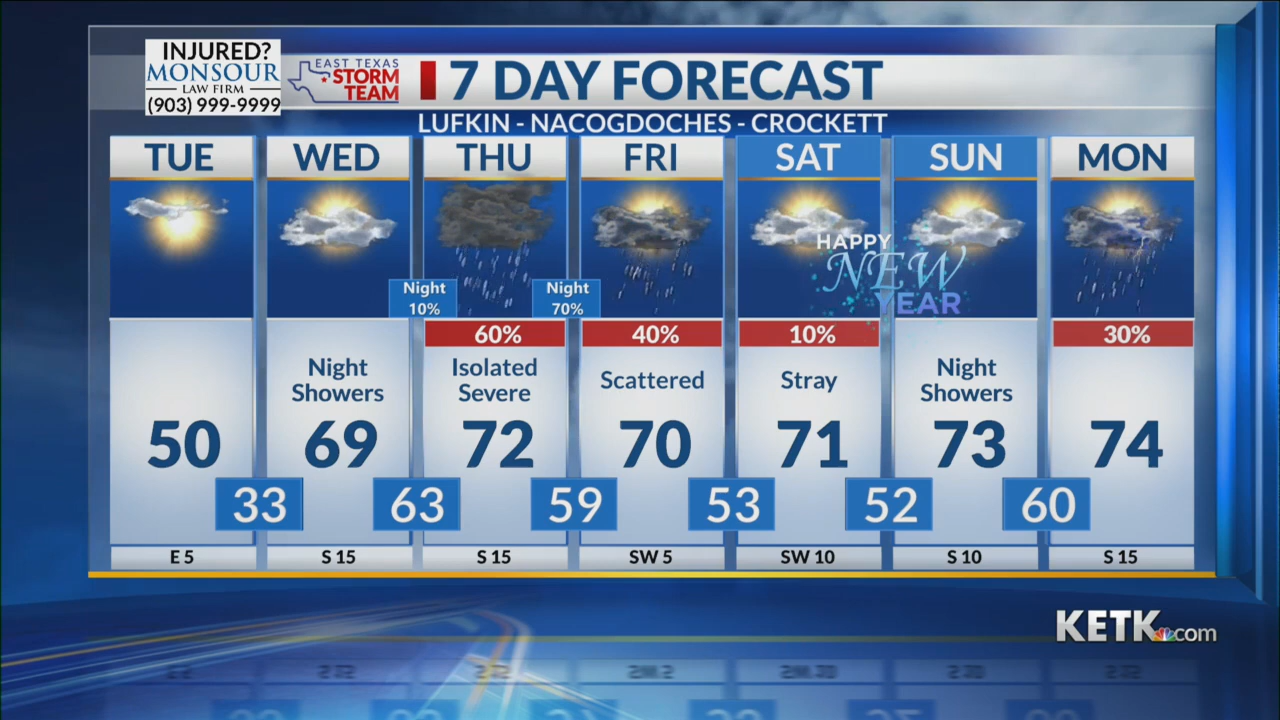 INJURED?
MONSOUR
LAW FIRM
(903) 999-9999
EAST TEXAS
STORM
TEAM
7 DAY FORECAST
LUFKIN - NACOGDOCHES - CROCKETT
TUE WED THU FRI SAT SUN MON
HAPPY
NEW
YEAR
Night
10%
Night
70%
60% 40% 10% 30%
Night
Showers
Isolated
Severe
Scattered
Stray
Night
Showers
50 69 72 70 71 73 74
33 63 59 53 52 60
E 5 S 15 S 15 SW 5 SW 10 S 10 S 15
KETK.com